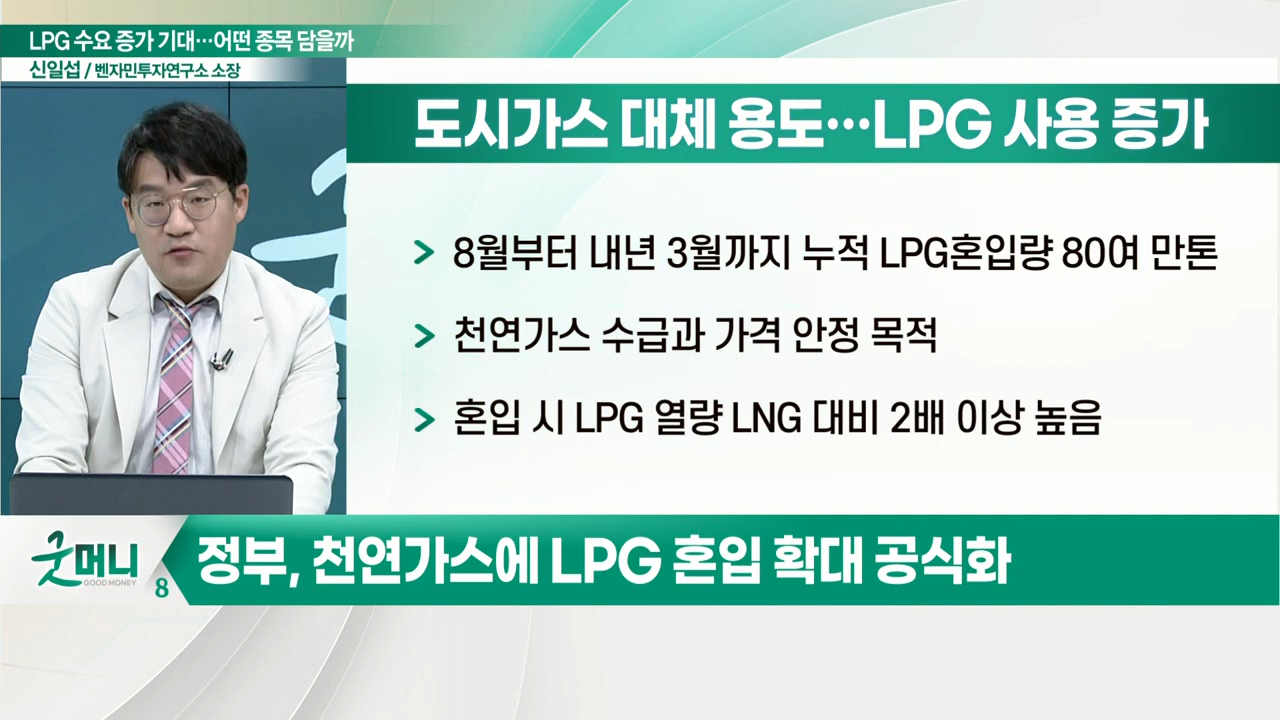 LPG 수요 증가 기대…어떤 종목 담을까
신일섭 / 벤자민투자연구소 소장
도시가스 대체 용도…LPG 사용 증가
> 8월부터 내년 3월까지 누적 LPG혼입량 80여 만톤
> 천연가스 수급과 가격 안정 목적
> 혼입 시 LPG 열량 LNG 대비 2배 이상 높음
굿머니
GOOD MONEY
8
정부, 천연가스에 LPG 혼입 확대 공식화